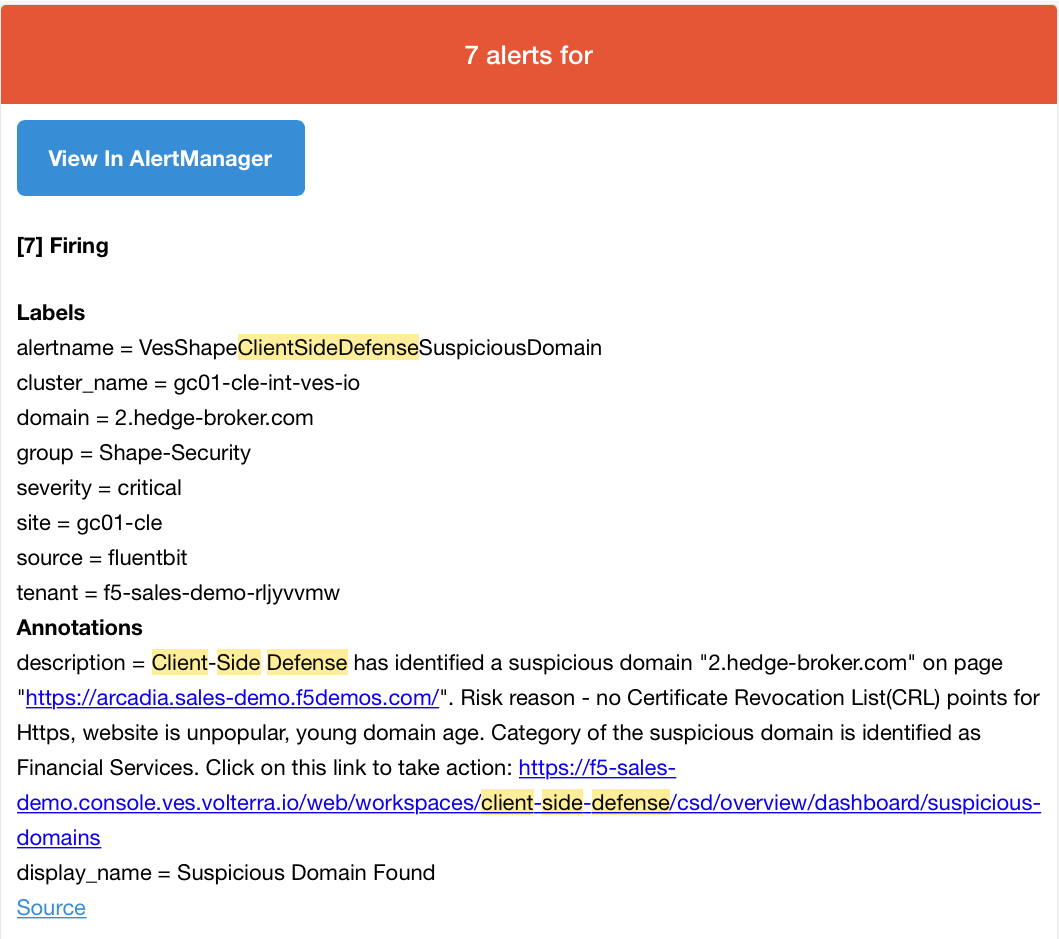 7 alerts for
View In AlertManager
[7] Firing
Labels
alertname = VesShapeClientSideDefenseSuspiciousDomain
cluster_name = gc01-cle-int-ves-io
domain = 2.hedge-broker.com
group = Shape-Security
severity = critical
site = gc01-cle
source = fluentbit
tenant = f5-sales-demo-rljyvvmw
Annotations
description = Client-Side Defense has identified a suspicious domain "2.hedge-broker.com" on page
"https://arcadia.sales-demo.f5demos.com/". Risk reason - no Certificate Revocation List(CRL) points for
Https, website is unpopular, young domain age. Category of the suspicious domain is identified as
Financial Services. Click on this link to take action: https://f5-sales-
demo.console.ves.volterra.io/web/workspaces/client-side-defense/csd/overview/dashboard/suspicious-
domains
display_name = Suspicious Domain Found
Source